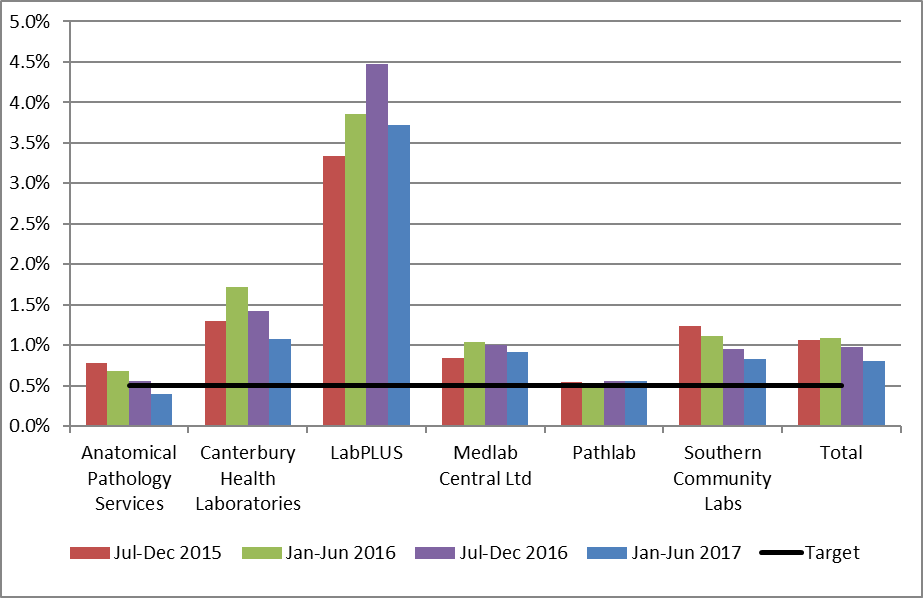 5.0%
4.5%
4.0%
3.5%
3.0%
2.5%
2.0%
1.5%
1.0%
0.5%
0.0%
Anatomical
Pathology
Services
Canterbury
Health
Laboratories
LabPLUS
Medlab
Central Ltd
Pathlab
Southern
Community
Labs
Total
Jul-Dec 2015
Jan-Jun 2016
Jul-Dec 2016
Jan-Jun 2017
Target